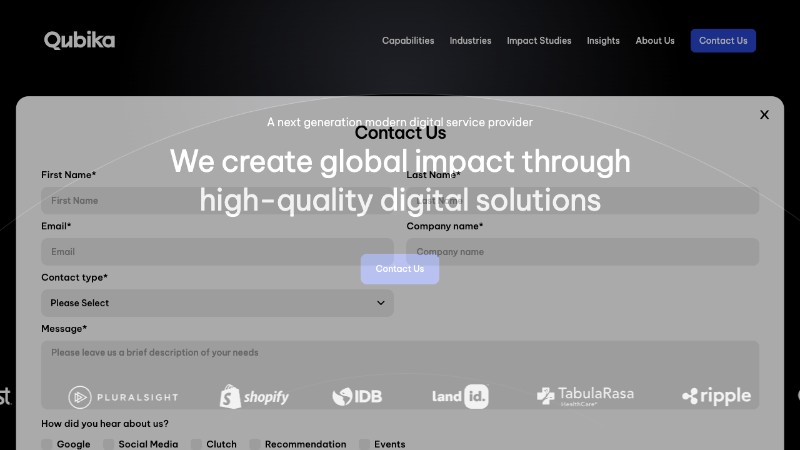 Qubika
Capabilities Industries Impact Studies Insights About Us Contact Us
X
A next generation modern digital service provider
Contact Us
We create global impact through
high-quality digital solutions
First Name* Last Name*
First Name Last Name
Email* Company name*
Email Company name
Contact Us
Contact type*
Please Select
Message*
Please leave us a brief description of your needs
st. PLURALSIGHT shopify IDB land id. TabulaRasa HealthCare ripple
How did you hear about us?
Google Social Media Clutch Recommendation Events